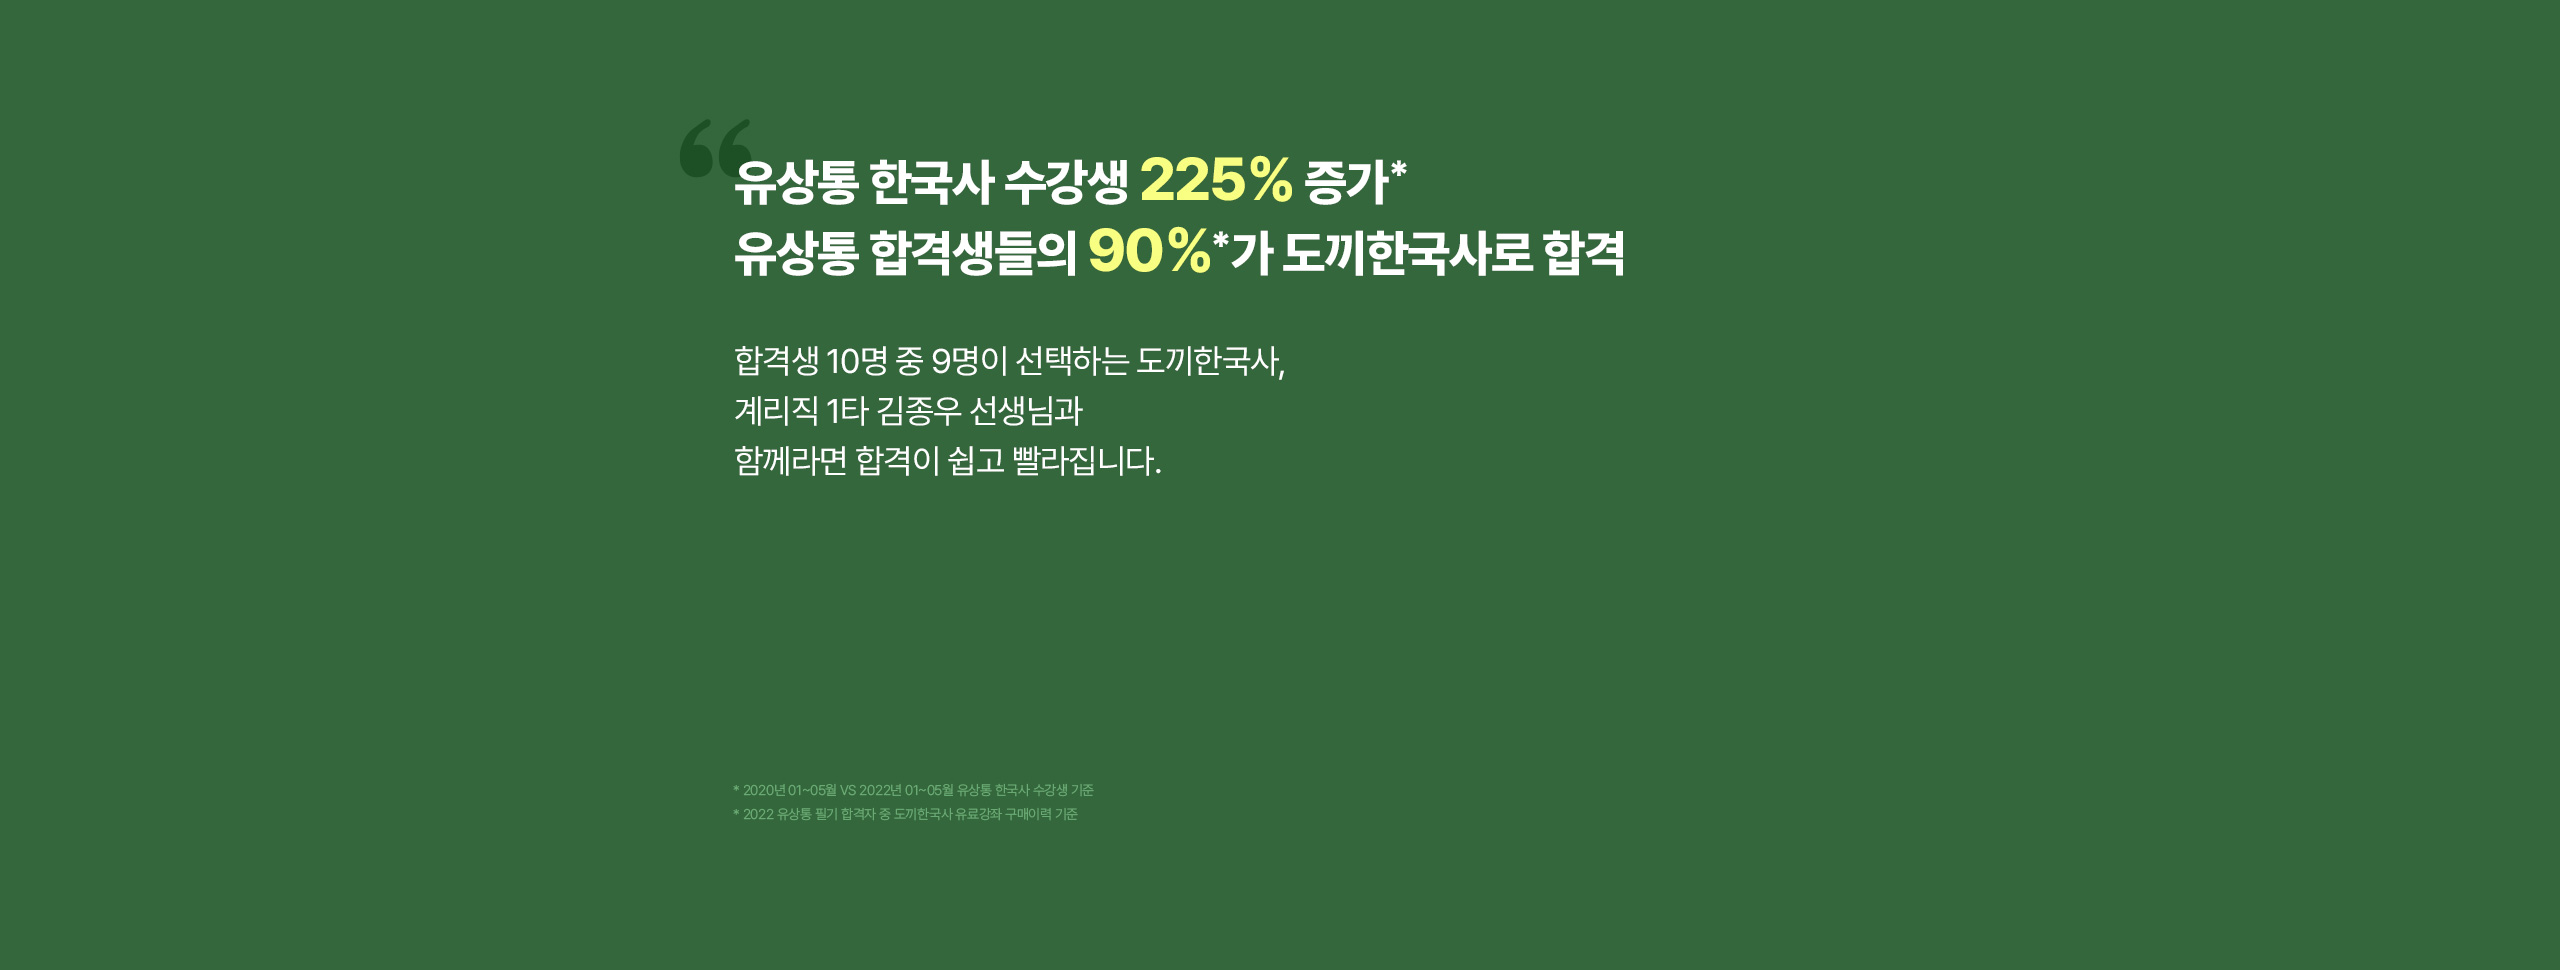 유상통 한국사 수강생 225% 증가*
유상통 합격생들의 90%*가 도끼한국사로 합격
합격생 10명 중 9명이 선택하는 도끼한국사,
계리직 1타 김종우 선생님과
함께라면 합격이 쉽고 빨라집니다.
* 2020년 01~05월 VS 2022년 01~05월 유상통 한국사 수강생 기준
* 2022 유상통 필기 합격자 중 도끼한국사 유료강좌 구매이력 기준